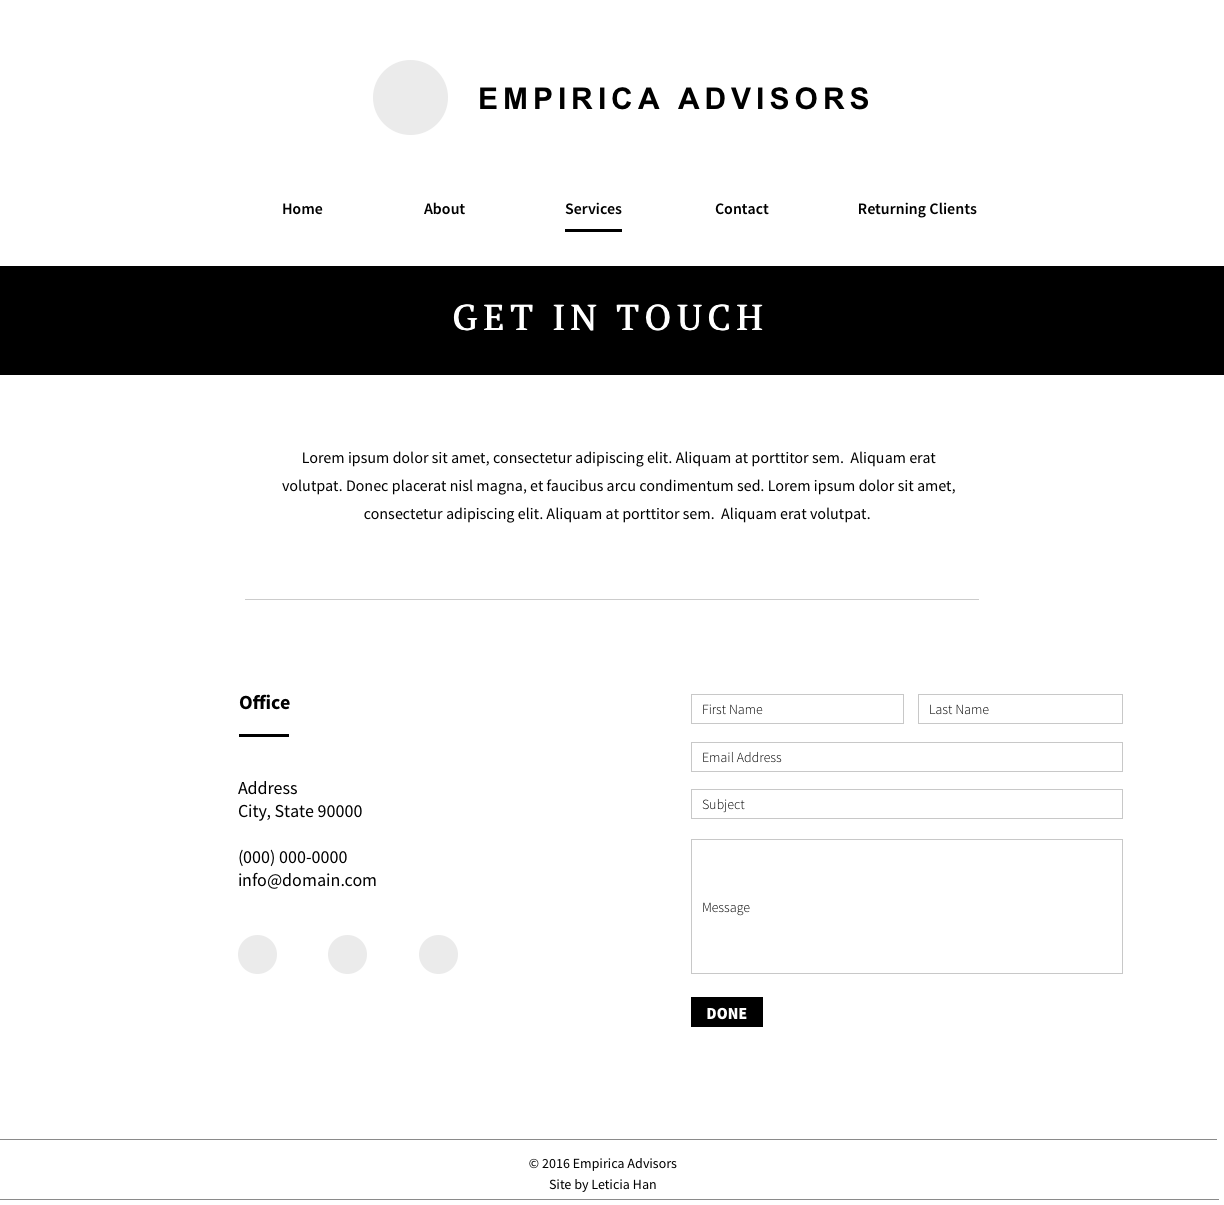 EMPIRICA ADVISORS
Home About Services Contact Returning Clients
GET IN TOUCH
Lorem ipsum dolor sit amet, consectetur adipiscing elit. Aliquam at porttitor sem.  Aliquam erat
volutpat. Donec placerat nisl magna, et faucibus arcu condimentum sed. Lorem ipsum dolor sit amet,
consectetur adipiscing elit. Aliquam at porttitor sem.  Aliquam erat volutpat.
Office
Address
City, State 90000
(000) 000-0000
info@domain.com
First Name Last Name
Email Address
Subject
Message
DONE
© 2016 Empirica Advisors
Site by Leticia Han